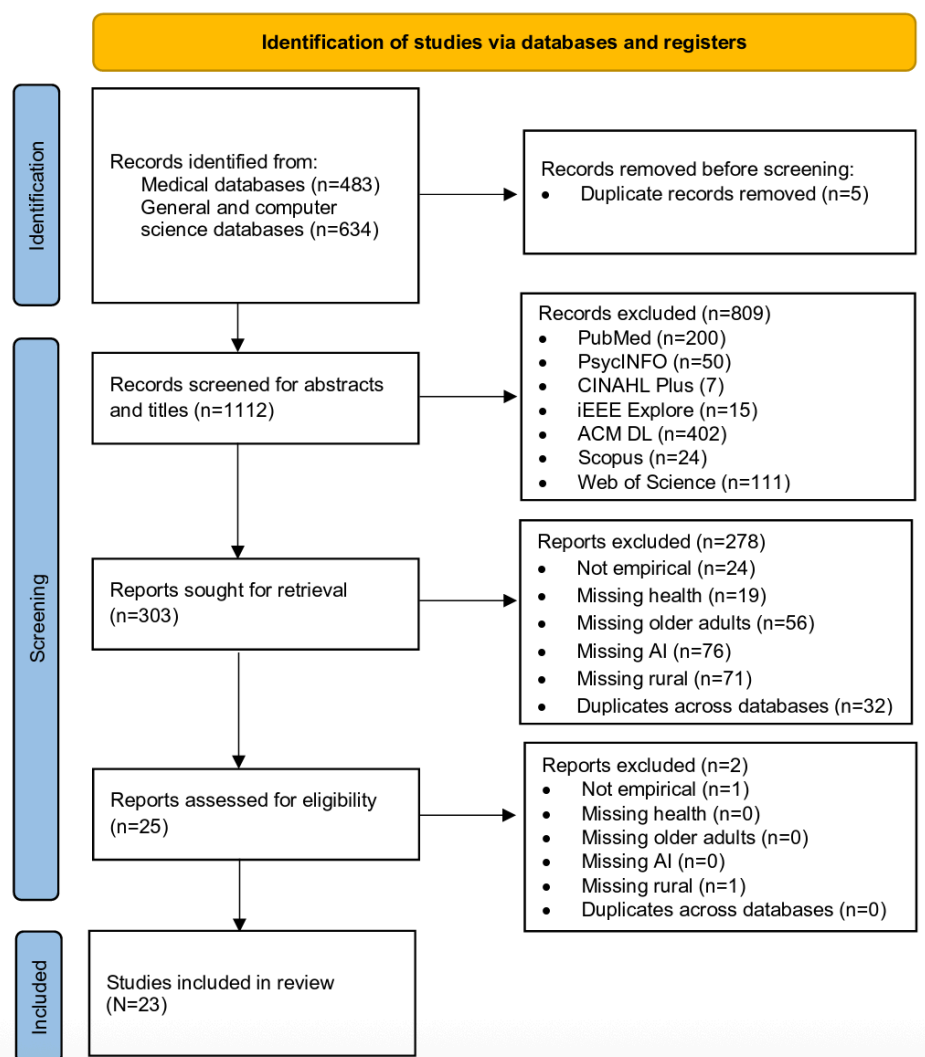 Identification of studies via databases and registers
Identification
Records identified from:
Medical databases (n=483)
General and computer
science databases (n=634)
Records removed before screening:
• Duplicate records removed (n=5)
Screening
Records screened for abstracts
and titles (n=1112)
Records excluded (n=809)
• PubMed (n=200)
• PsycINFO (n=50)
• CINAHL Plus (7)
• iEEE Explore (n=15)
• ACM DL (n=402)
• Scopus (n=24)
• Web of Science (n=111)
Reports sought for retrieval
(n=303)
Reports excluded (n=278)
• Not empirical (n=24)
• Missing health (n=19)
• Missing older adults (n=56)
• Missing AI (n=76)
• Missing rural (n=71)
• Duplicates across databases (n=32)
Reports assessed for eligibility
(n=25)
Reports excluded (n=2)
• Not empirical (n=1)
• Missing health (n=0)
• Missing older adults (n=0)
• Missing AI (n=0)
• Missing rural (n=1)
• Duplicates across databases (n=0)
Included
Studies included in review
(N=23)